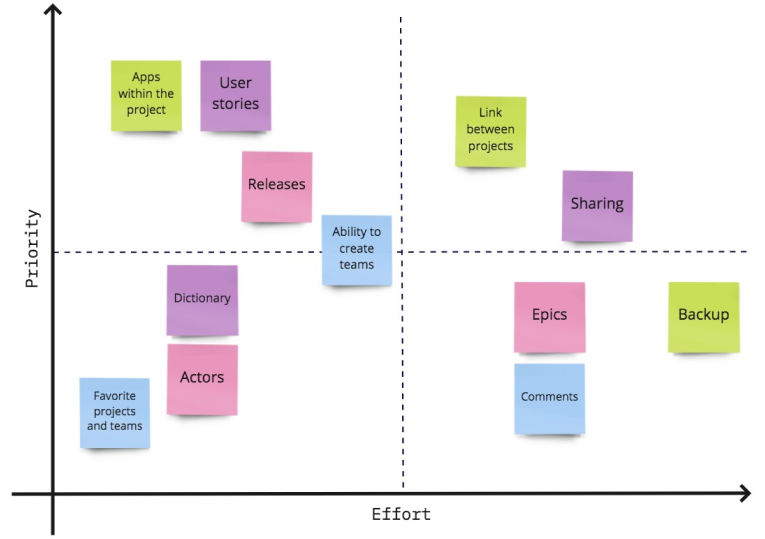 Apps
within the
project
User
stories
Link
between
projects
Releases
Sharing
Ability to
create
teams
Priority
Dictionary
Epics
Backup
Actors
Favorite
projects
and teams
Comments
Effort